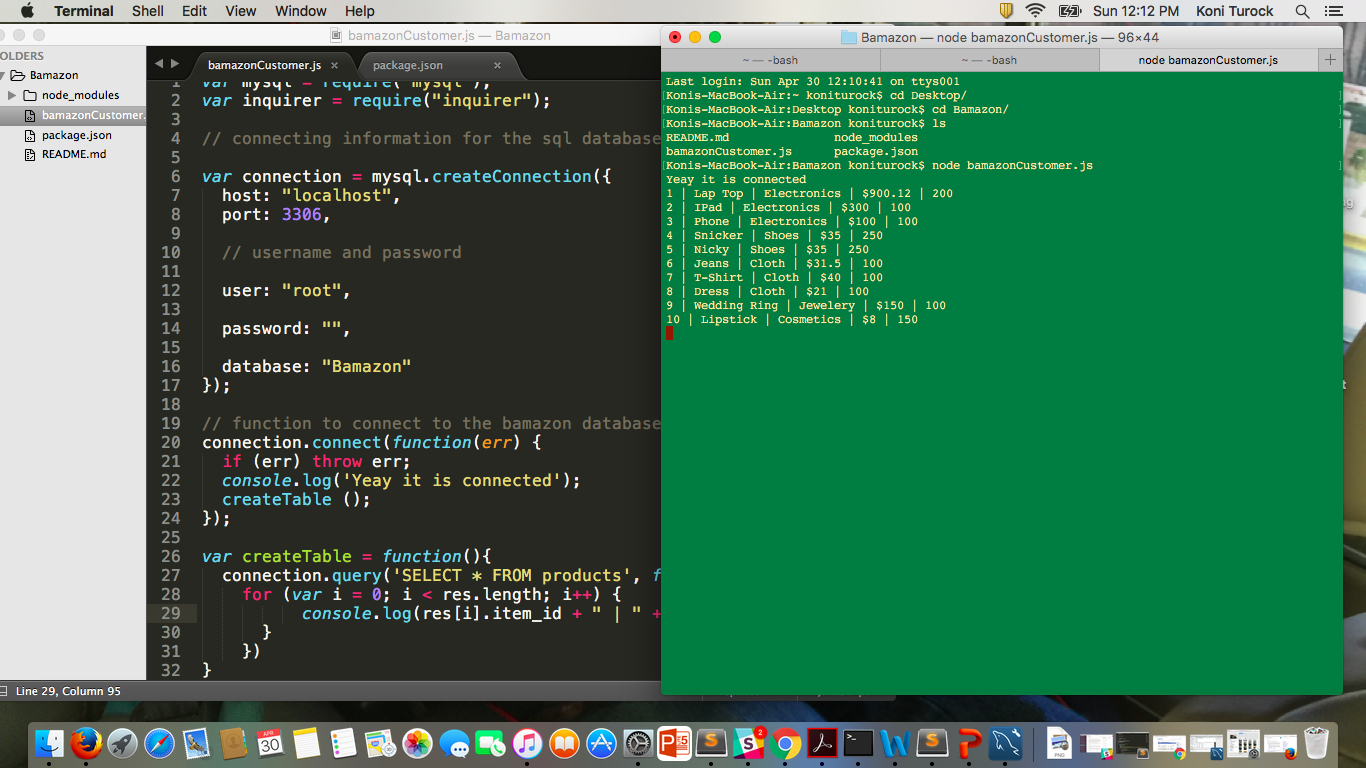 Terminal Shell Edit View Window Help Sun 12:12 PM Koni Turock
bamazonCustomer.js — Bamazon
OLDERS
Bamazon
node_modules
bamazonCustomer.
package.json
README.md
bamazonCustomer.js × package.json ×
1 var mysql = require("mysql");
2 var inquirer = require("inquirer");
3
4 // connecting information for the sql database
5
6 var connection = mysql.createConnection({
7 host: "localhost",
8 port: 3306,
9
10 // username and password
11
12 user: "root",
13
14 password: "",
15
16 database: "Bamazon"
17 });
18
19 // function to connect to the bamazon database
20 connection.connect(function(err) {
21 if (err) throw err;
22 console.log('Yeay it is connected');
23 createTable ();
24 });
25
26 var createTable = function(){
27 connection.query('SELECT * FROM products', f
28 for (var i = 0; i < res.length; i++) {
29 console.log(res[i].item_id + " | " +
30 }
31 })
32 }
Line 29, Column 95
Bamazon — node bamazonCustomer.js — 96×44
~ — -bash ~ — -bash node bamazonCustomer.js +
Last login: Sun Apr 30 12:10:41 on ttys001
[Konis-MacBook-Air:~ koniturock$ cd Desktop/ ]
[Konis-MacBook-Air:Desktop koniturock$ cd Bamazon/ ]
[Konis-MacBook-Air:Bamazon koniturock$ ls ]
README.md node_modules
bamazonCustomer.js package.json
[Konis-MacBook-Air:Bamazon koniturock$ node bamazonCustomer.js ]
Yeay it is connected
1 | Lap Top | Electronics | $900.12 | 200
2 | IPad | Electronics | $300 | 100
3 | Phone | Electronics | $100 | 100
4 | Snicker | Shoes | $35 | 250
5 | Nicky | Shoes | $35 | 250
6 | Jeans | Cloth | $31.5 | 100
7 | T-Shirt | Cloth | $40 | 100
8 | Dress | Cloth | $21 | 100
9 | Wedding Ring | Jewelery | $150 | 100
10 | Lipstick | Cosmetics | $8 | 150
APR
30
2